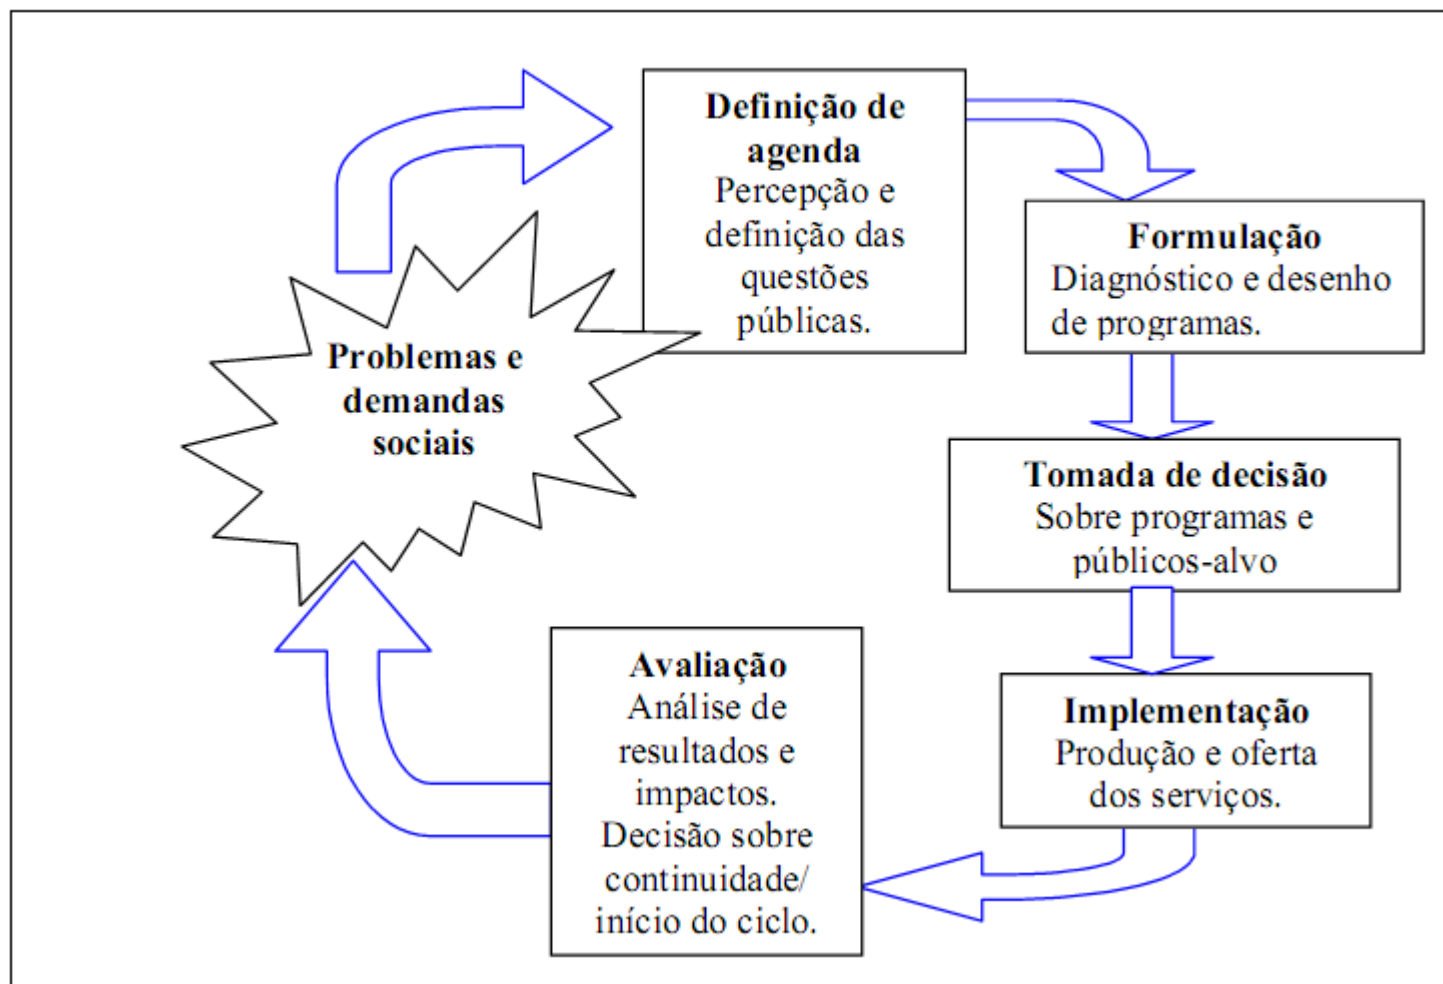 Definição de
agenda
Percepção e
definição das
questões
públicas.
Formulação
Diagnóstico e desenho
de programas.
Tomada de decisão
Sobre programas e
públicos-alvo
Implementação
Produção e oferta
dos serviços.
Avaliação
Análise de
resultados e
impactos.
Decisão sobre
continuidade/
início do ciclo.
Problemas e
demandas
sociais